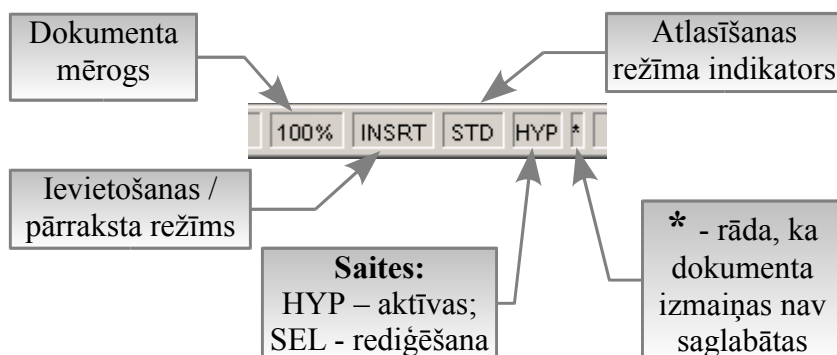 Dokumenta
mērogs
Atlasīšanas
režīma indikators
100% INSRT STD HYP *
Ievietošanas /
pārraksta režīms
Saites:
HYP – aktīvas;
SEL - rediģēšana
* - rāda, ka
dokumenta
izmaiņas nav
saglabātas